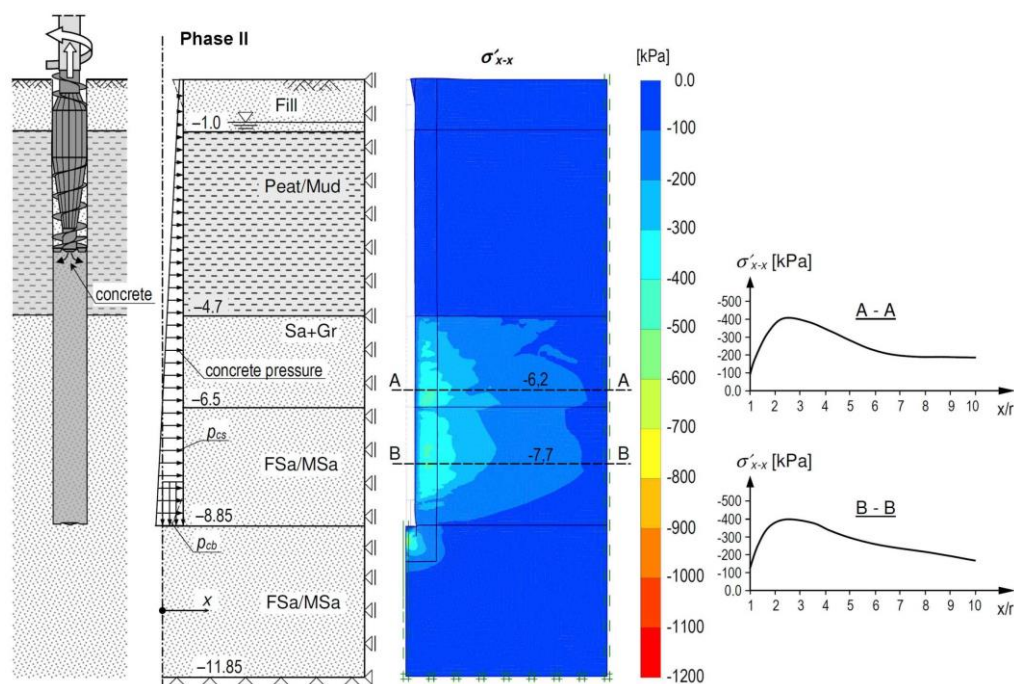 Phase II
Fill
–1.0
Peat/Mud
concrete
–4.7
Sa+Gr
concrete pressure
–6.5
pcs
FSa/MSa
–8.85
pcb
x
FSa/MSa
–11.85
σ′x-x
A
-6,2
A
B
-7,7
B
[kPa]
0.0
-100
-200
-300
-400
-500
-600
-700
-800
-900
-1000
-1100
-1200
σ′x-x [kPa]
A - A
-500
-400
-300
-200
-100
0.0
1 2 3 4 5 6 7 8 9 10 x/r
σ′x-x [kPa]
B - B
-500
-400
-300
-200
-100
1 2 3 4 5 6 7 8 9 10 x/r